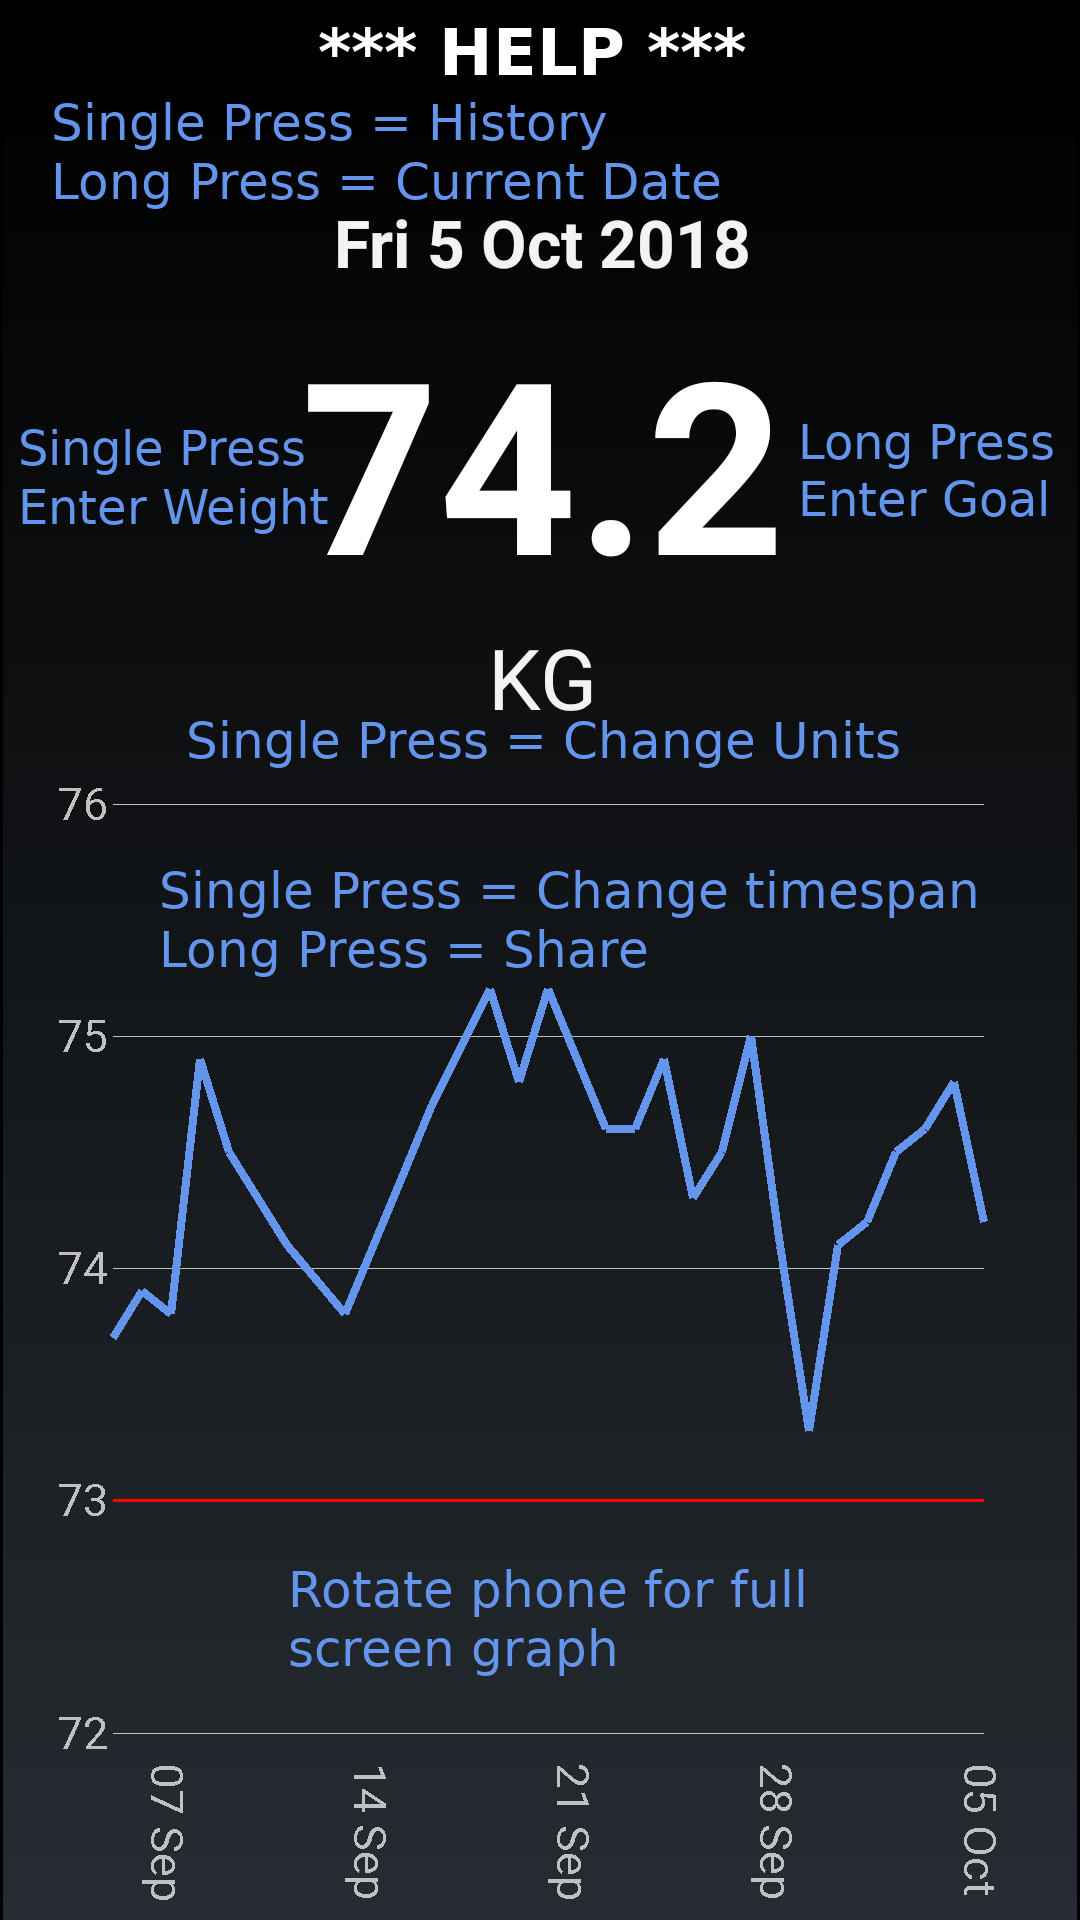 *** HELP ***
Single Press = History
Long Press = Current Date
Fri 5 Oct 2018
Single Press
Enter Weight
74.2
Long Press
Enter Goal
KG
Single Press = Change Units
76
Single Press = Change timespan
Long Press = Share
75
74
73
Rotate phone for full
screen graph
72
07 Sep
14 Sep
21 Sep
28 Sep
05 Oct